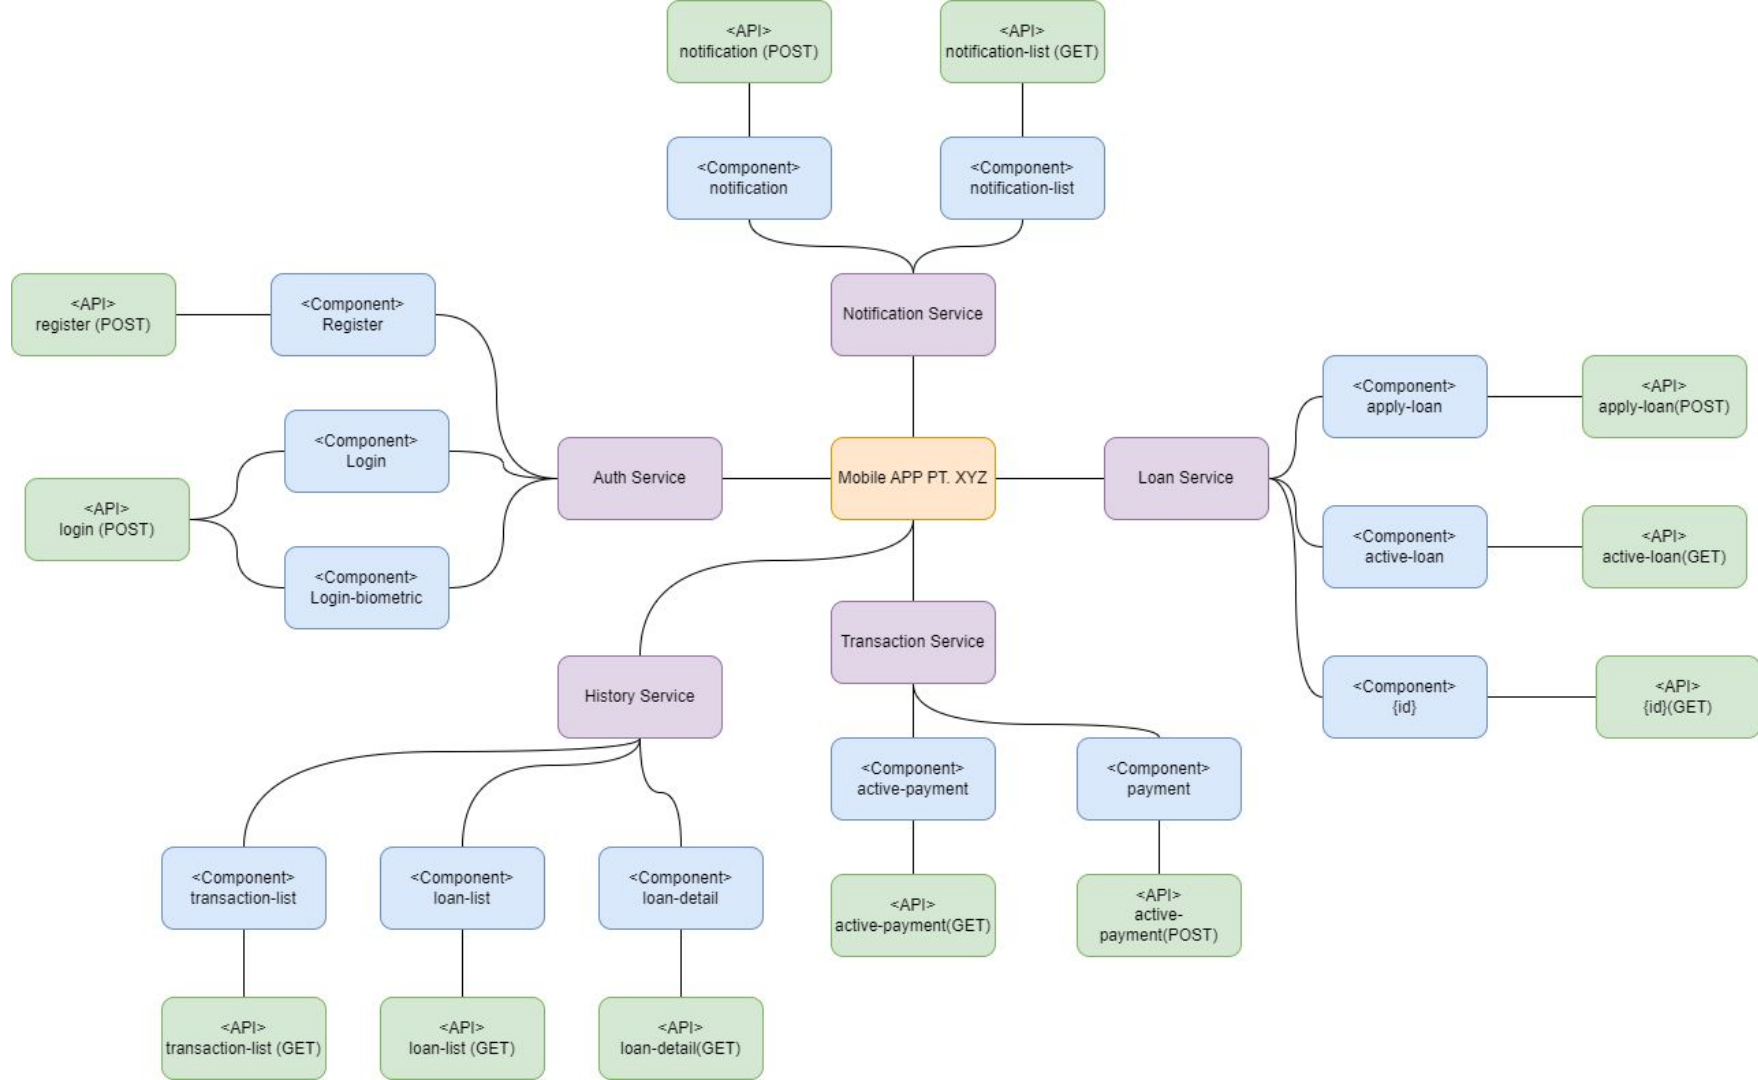 <API>
notification (POST)
<API>
notification-list (GET)
<Component>
notification
<Component>
notification-list
<API>
register (POST)
<Component>
Register
Notification Service
<Component>
apply-loan
<API>
apply-loan(POST)
<Component>
Login
Auth Service
Mobile APP PT. XYZ
Loan Service
<API>
login (POST)
<Component>
active-loan
<API>
active-loan(GET)
<Component>
Login-biometric
Transaction Service
History Service
<Component>
{id}
<API>
{id}(GET)
<Component>
active-payment
<Component>
payment
<Component>
transaction-list
<Component>
loan-list
<Component>
loan-detail
<API>
active-payment(GET)
<API>
active-
payment(POST)
<API>
transaction-list (GET)
<API>
loan-list (GET)
<API>
loan-detail(GET)